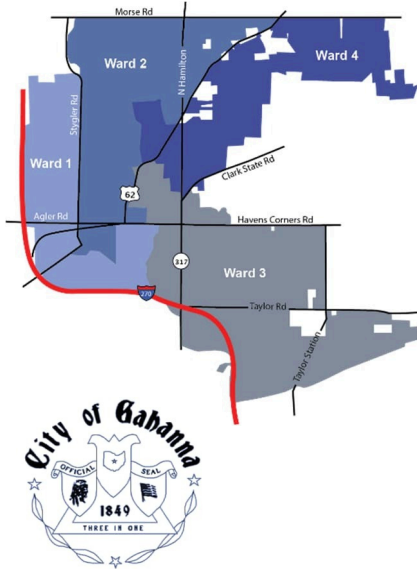 Morse Rd
Ward 2
N Hamilton
Ward 4
Stygler Rd
Ward 1
Clark State Rd
62
Agler Rd
Havens Corners Rd
317
Ward 3
270
Taylor Rd
Taylor Station
City of Gahanna
OFFICIAL SEAL
1849
THREE IN ONE